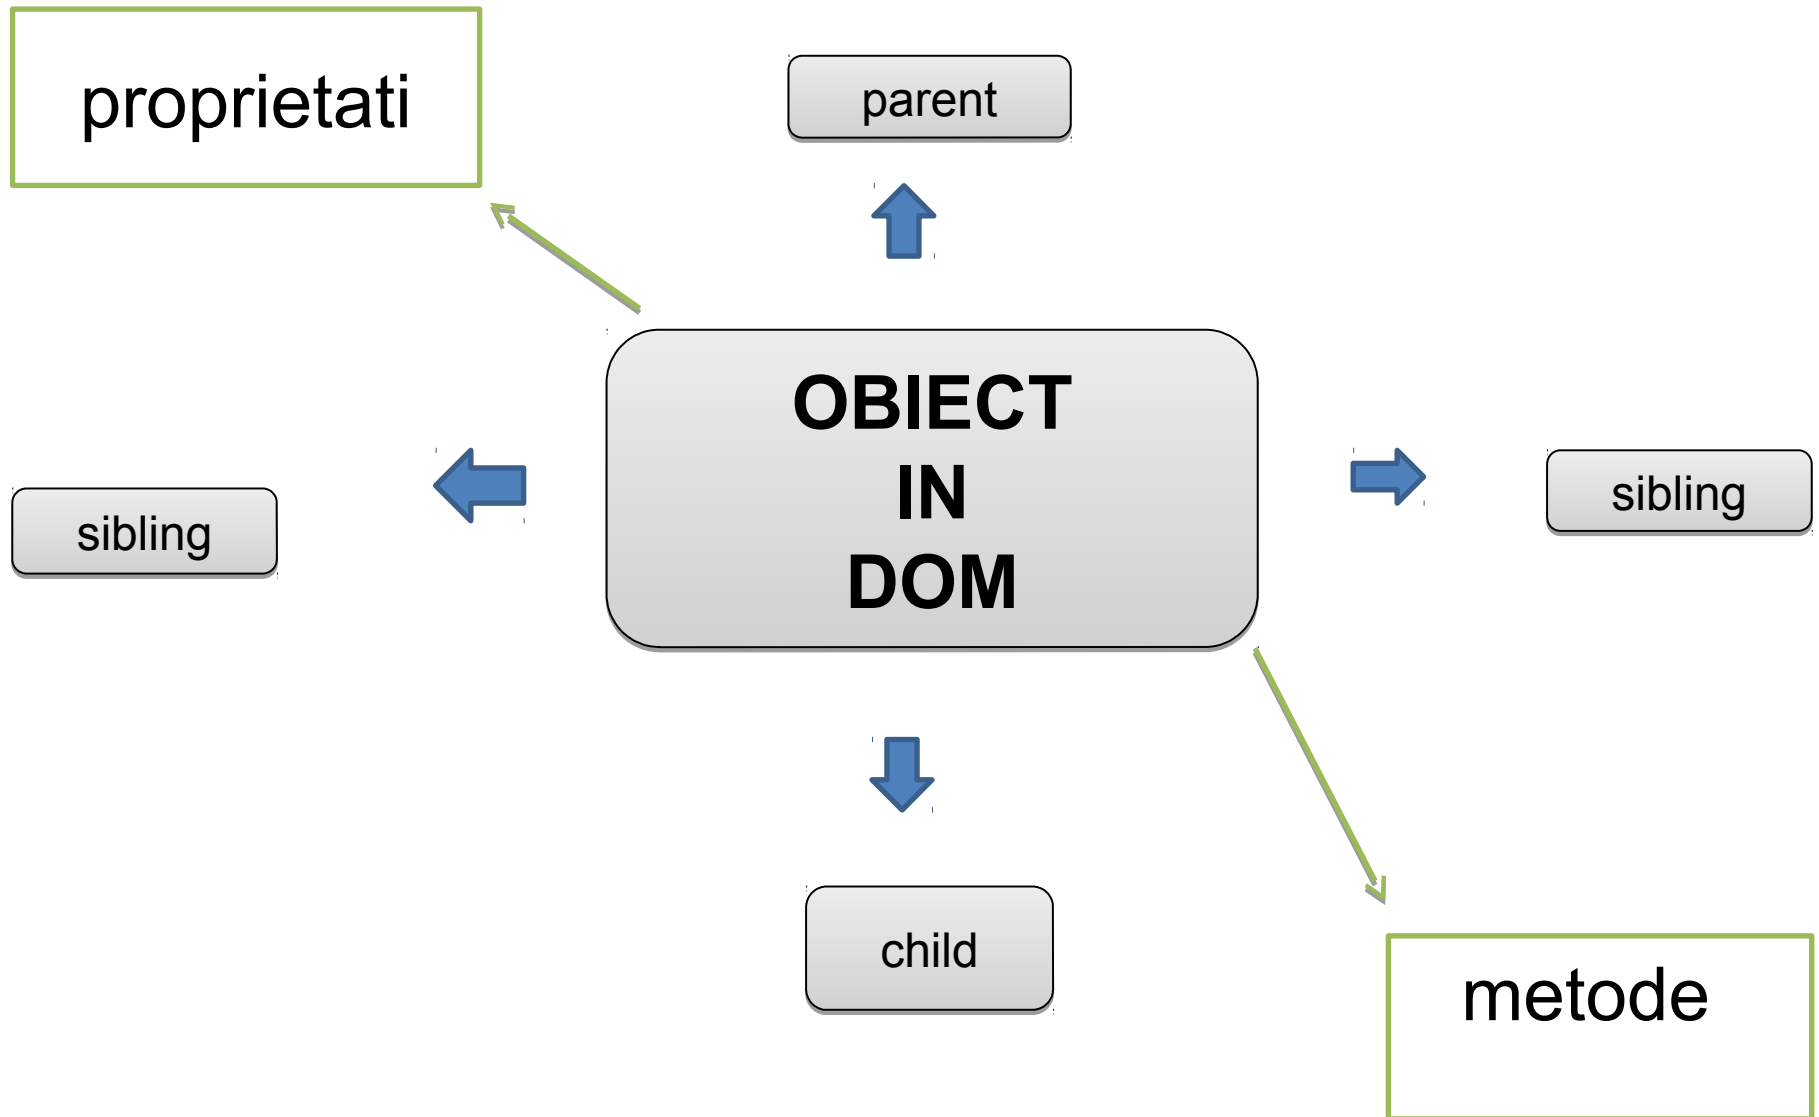 proprietati
parent
OBIECT
IN
DOM
sibling
sibling
child
metode